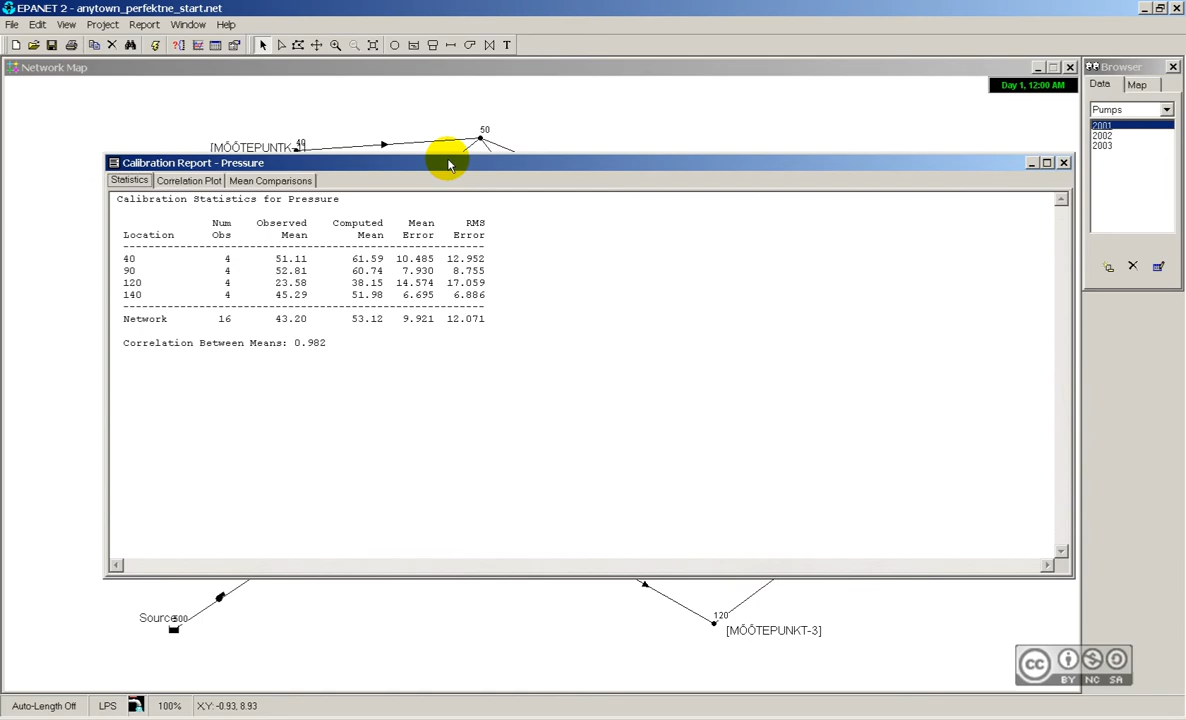 EPANET 2 - anytown_perfektne_start.net
File Edit View Project Report Window Help
Network Map
Browser
Day 1, 12:00 AM
Data Map
Pumps
2001
2002
2003
50
40
Calibration Report - Pressure
Statistics Correlation Plot Mean Comparisons
Calibration Statistics for Pressure
Num Observed Computed Mean RMS
Location Obs Mean Mean Error Error
40 4 51.11 61.59 10.485 12.952
90 4 52.81 60.74 7.930 8.755
120 4 23.58 38.15 14.574 17.059
140 4 45.29 51.98 6.695 6.886
Network 16 43.20 53.12 9.921 12.071
Correlation Between Means: 0.982
Source
120
[MÕÕTEPUNKT-3]
BY NC SA
Auto-Length Off LPS 100% X,Y: -0.93, 8.93